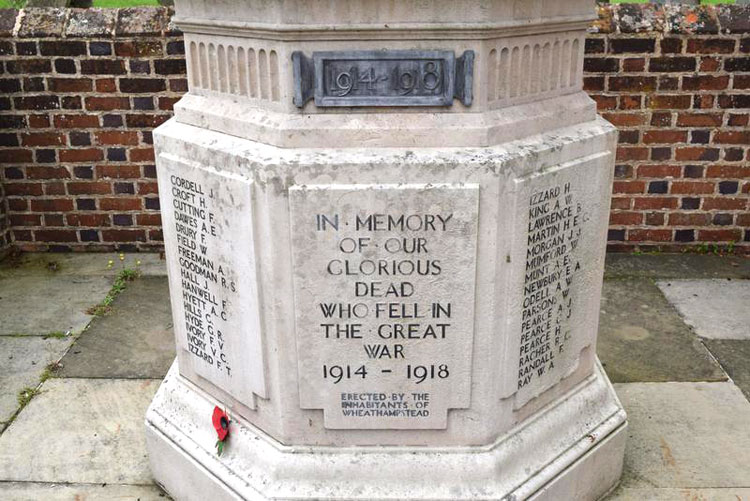 1914-1918
CORDELL J.
CROFT H.
CUTTING F.
DAWES A.E.
DRURY F.
FIELD W.
FREEMAN A.
GOODMAN R.S.
HALL J.
HANWELL F.
HYETT A.C.
HILLS C.
HYDE G.R.
IVORY F.V.
IVORY V.C.
IZZARD F.T.
IN·MEMORY
OF·OUR
GLORIOUS
DEAD
WHO FELL·IN
THE·GREAT
WAR
1914 - 1918
ERECTED·BY·THE
INHABITANTS·OF
WHEATHAMPSTEAD
IZZARD H.
KING A.W.
LAWRENCE B.
MARTIN H.E.
MORGAN J.
MUMFORD W.
MUNT A.E.
NEWBURY E.A.
ODELL A.
PARSONS W.
PEARCE A.J.
PEARCE F.
PEARCE H.
RACHER B.F.
RANDALL F.
RAY W.A.